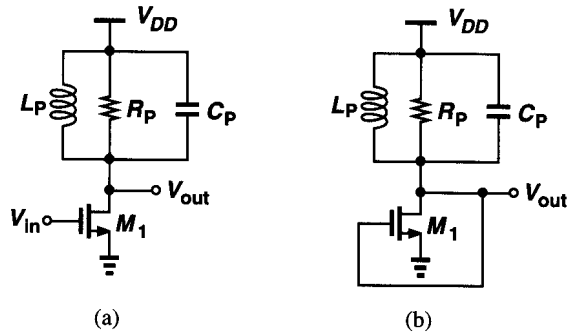 V_DD
L_P R_P C_P
V_out
V_in M_1
(a)
V_DD
L_P R_P C_P
V_out
M_1
(b)